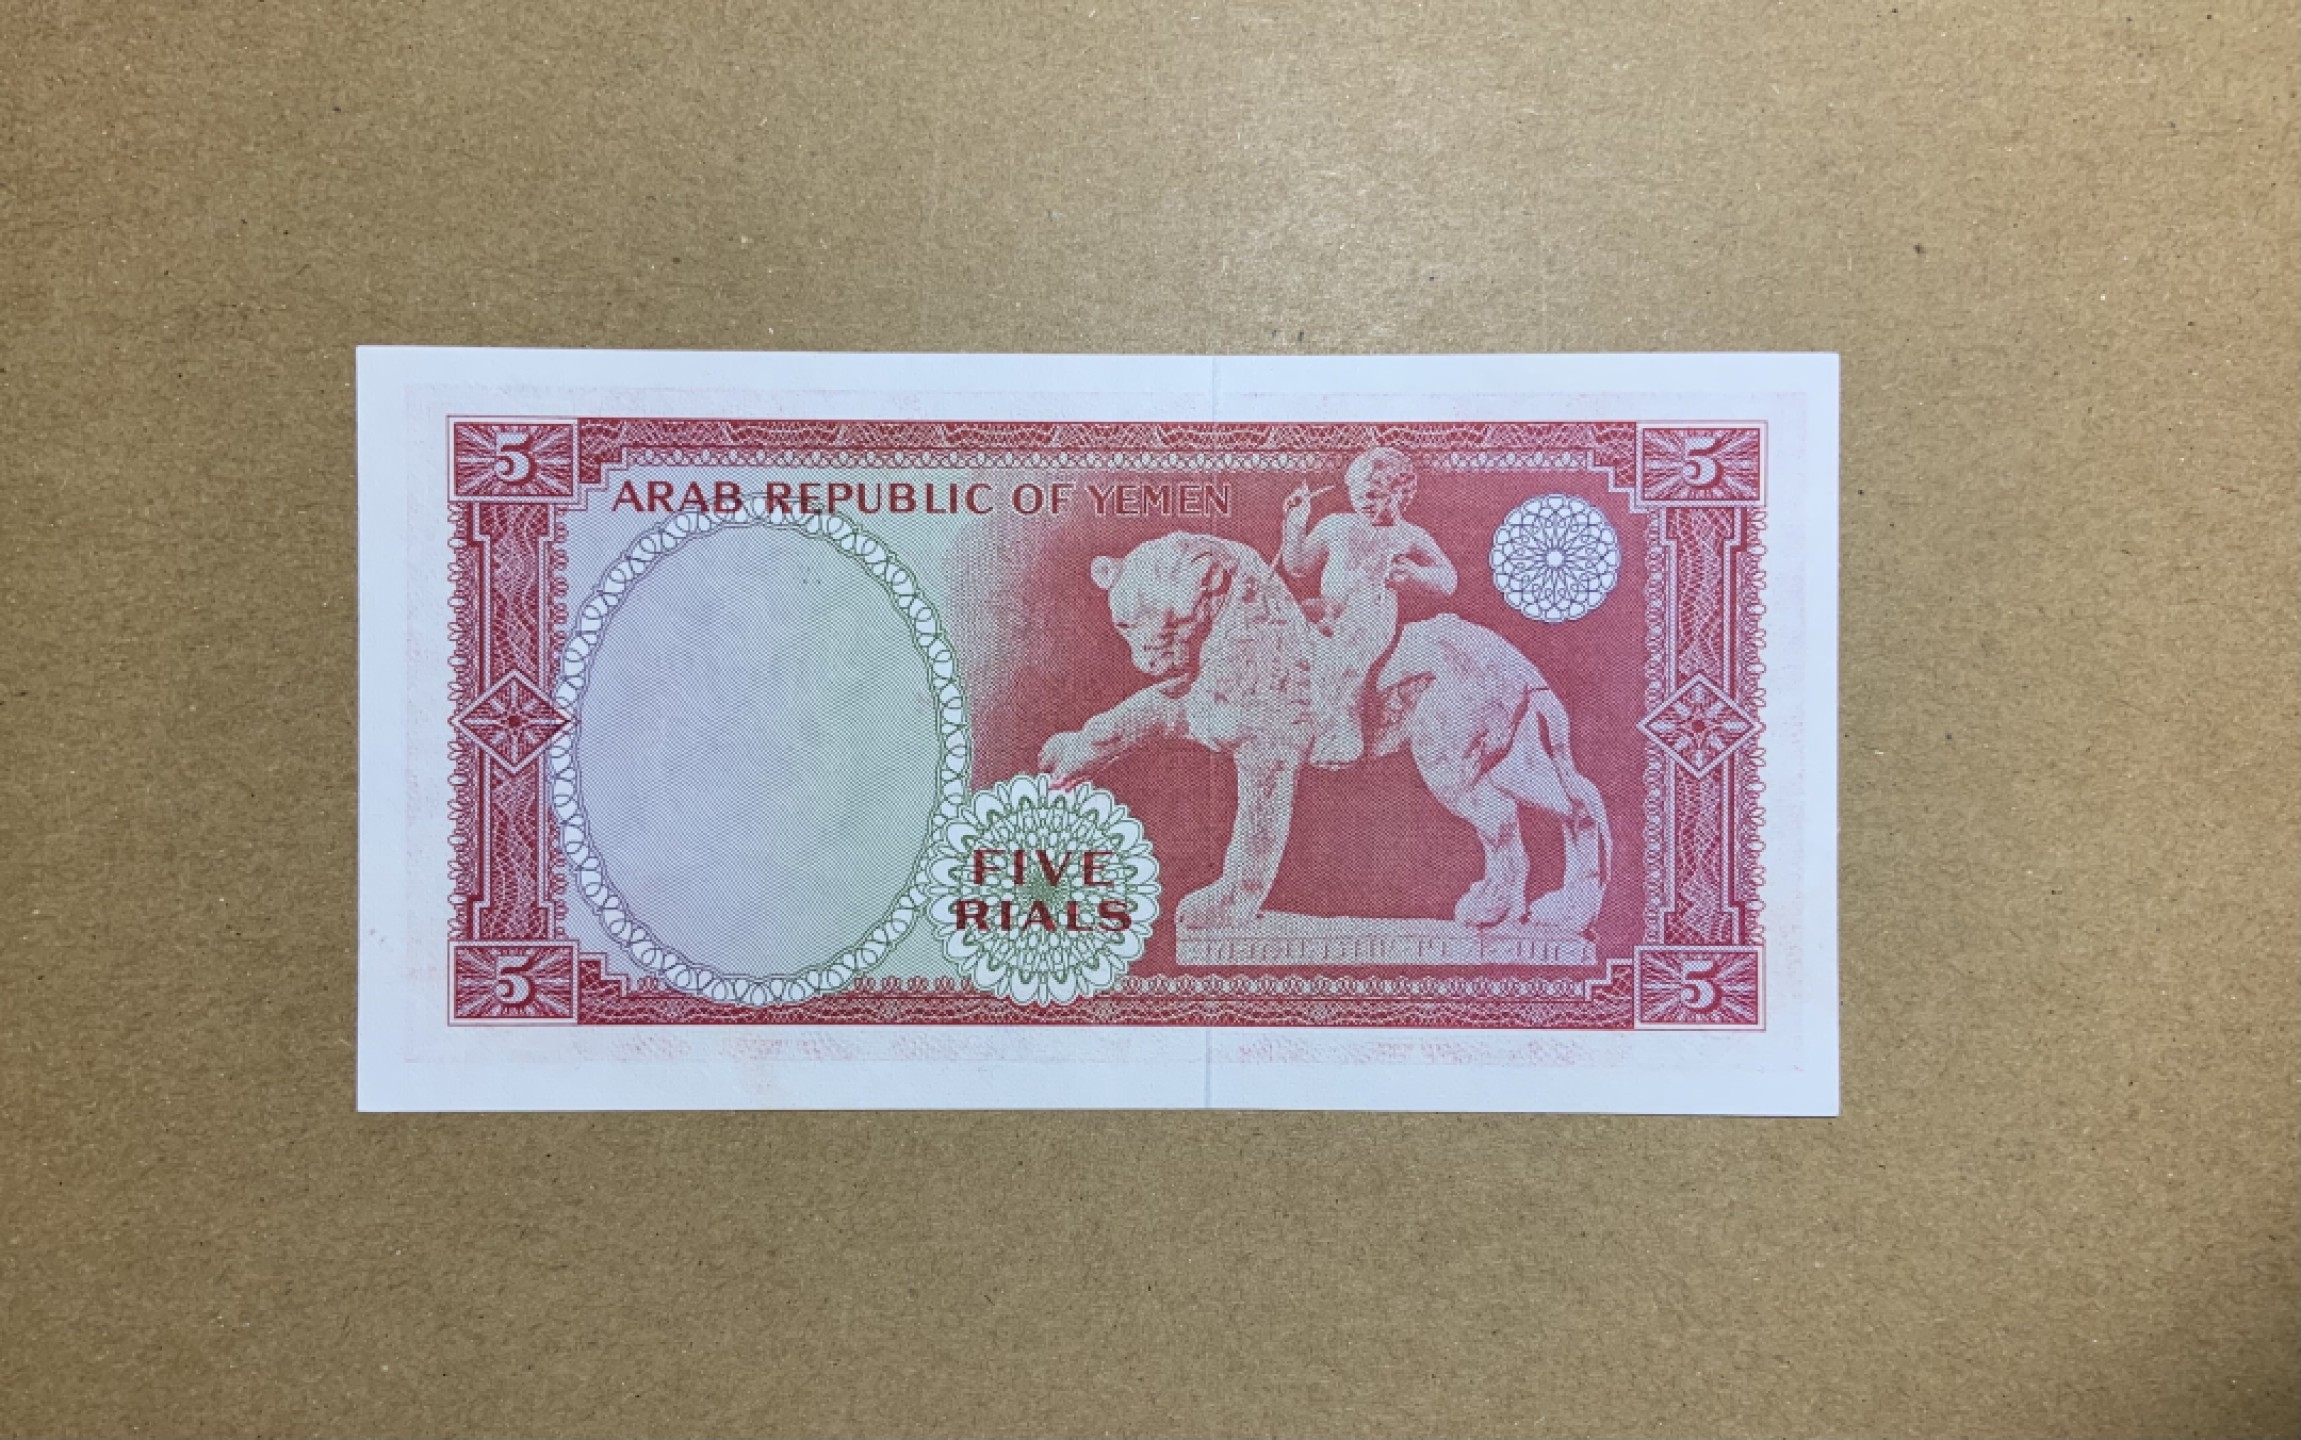 5 5
ARAB REPUBLIC OF YEMEN
FIVE
RIALS
5 5